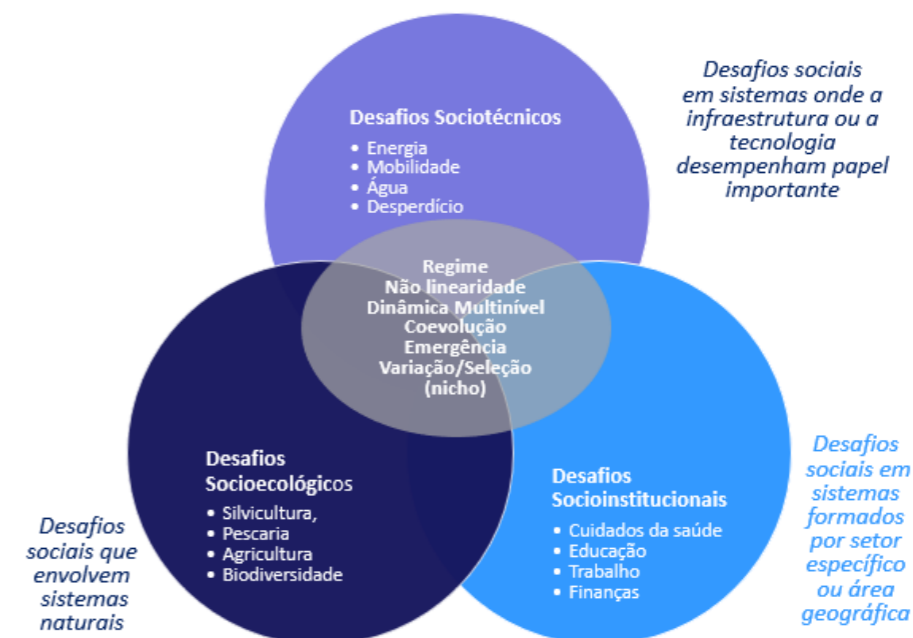 Desafios sociais
em sistemas onde a
infraestrutura ou a
tecnologia
desempenham papel
importante
Desafios Sociotécnicos
• Energia
• Mobilidade
• Água
• Desperdício
Regime
Não linearidade
Dinâmica Multinível
Coevolução
Emergência
Variação/Seleção
(nicho)
Desafios
Socioecológicos
• Silvicultura,
• Pescaria
• Agricultura
• Biodiversidade
Desafios
sociais que
envolvem
sistemas
naturais
Desafios
Socioinstitucionais
• Cuidados da saúde
• Educação
• Trabalho
• Finanças
Desafios
sociais em
sistemas
formados
por setor
específico
ou área
geográfica